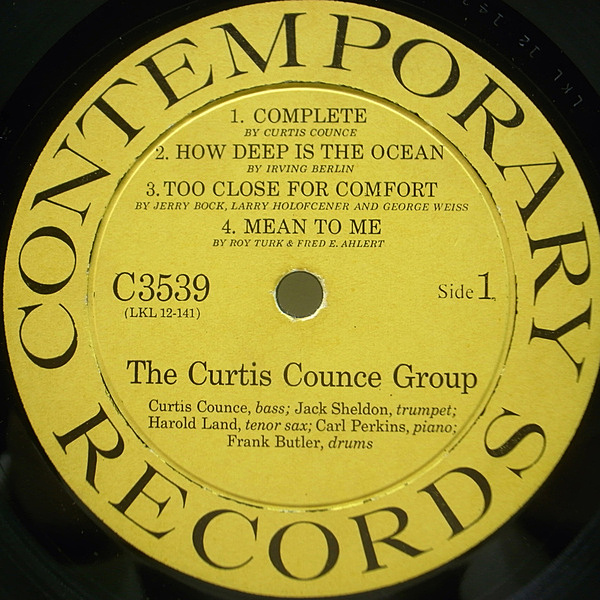 CONTEMPORARY
RECORDS
1. COMPLETE
BY CURTIS COUNCE
2. HOW DEEP IS THE OCEAN
BY IRVING BERLIN
3. TOO CLOSE FOR COMFORT
BY JERRY BOCK, LARRY HOLOFCENER AND GEORGE WEISS
4. MEAN TO ME
BY ROY TURK & FRED E. AHLERT
C3539
(LKL 12-141)
Side 1
The Curtis Counce Group
Curtis Counce, bass; Jack Sheldon, trumpet;
Harold Land, tenor sax; Carl Perkins, piano;
Frank Butler, drums